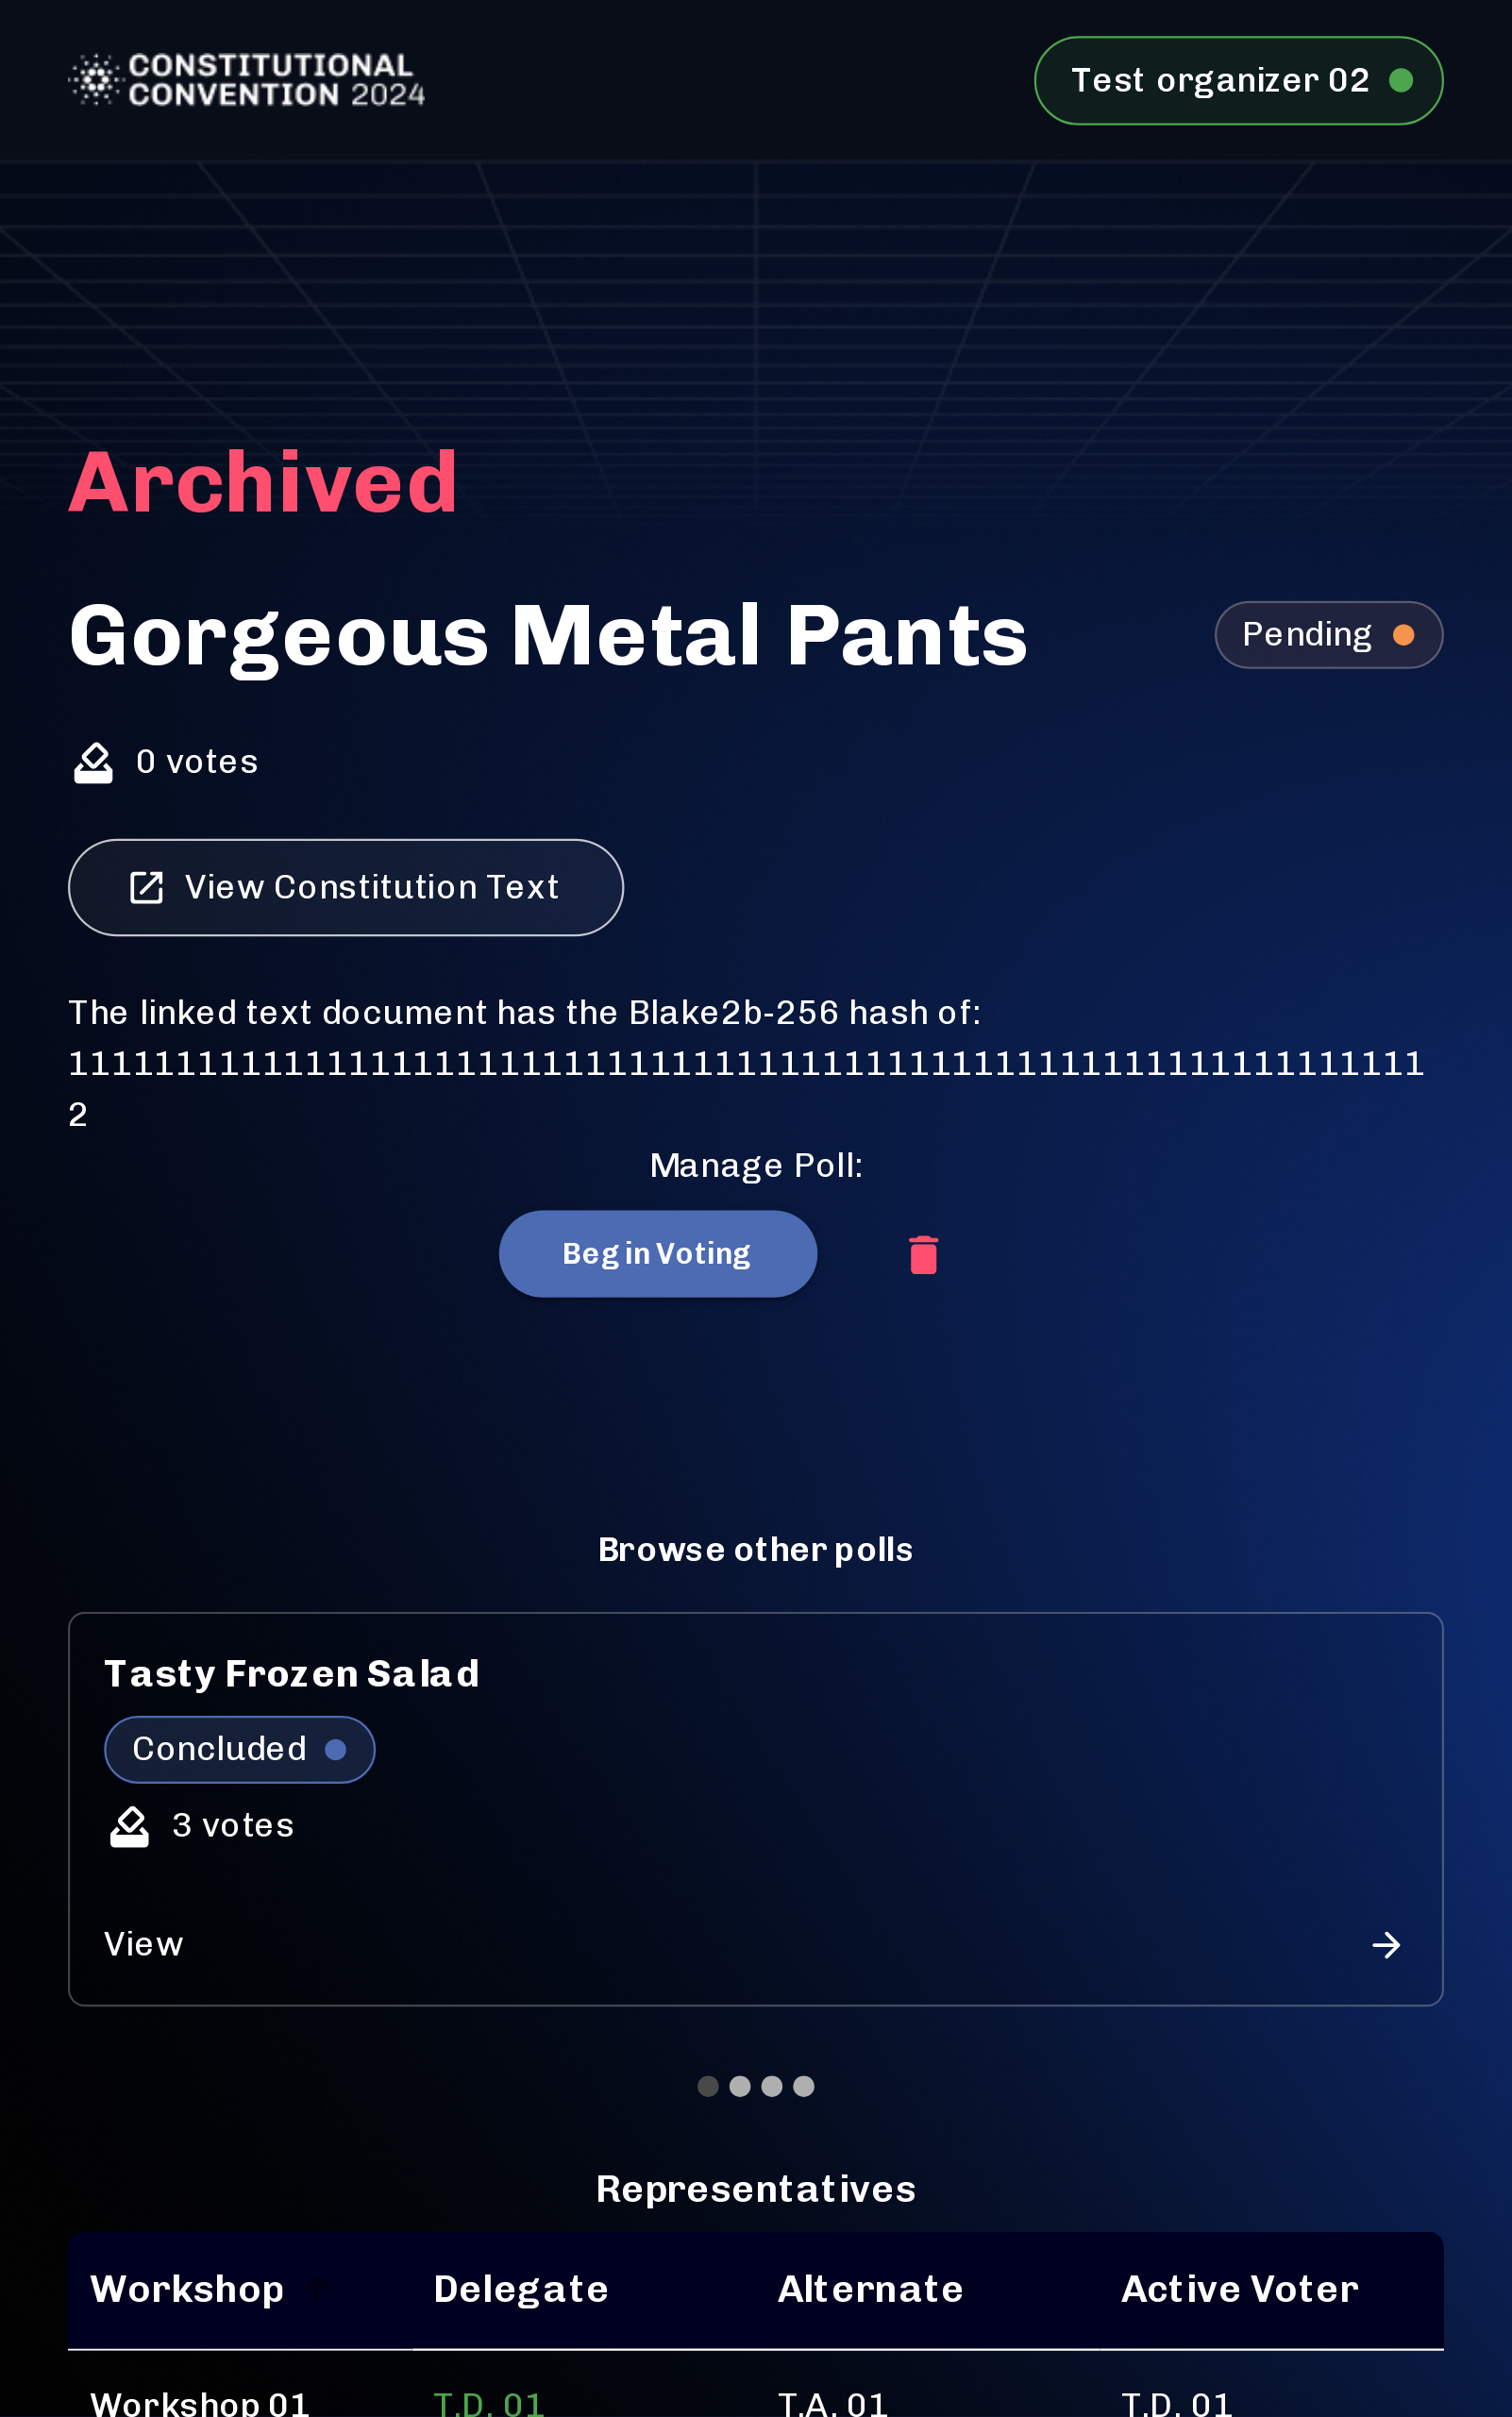 CONSTITUTIONAL
CONVENTION 2024
Test organizer 02
Archived
Gorgeous Metal Pants
Pending
0 votes
View Constitution Text
The linked text document has the Blake2b-256 hash of:
111111111111111111111111111111111111111111111111111111111111111
2
Manage Poll:
Begin Voting
Browse other polls
Tasty Frozen Salad
Concluded
3 votes
View
Representatives
Workshop Delegate Alternate Active Voter
Workshop 01 T.D. 01 T.A. 01 T.D. 01